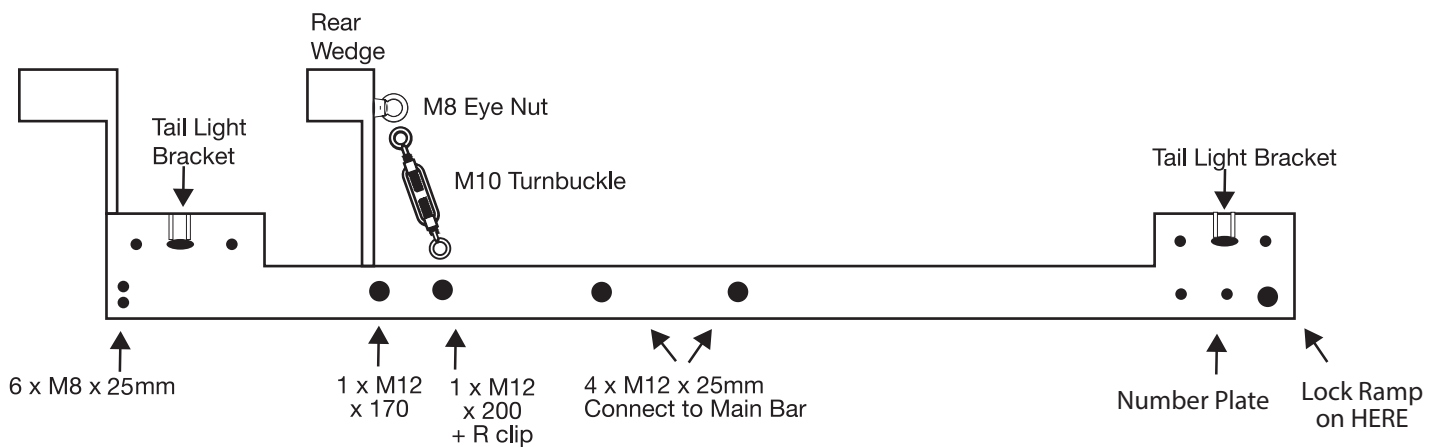 Rear
Wedge
M8 Eye Nut
Tail Light
Bracket
M10 Turnbuckle
Tail Light Bracket
6 x M8 x 25mm
1 x M12
x 170
1 x M12
x 200
+ R clip
4 x M12 x 25mm
Connect to Main Bar
Number Plate
Lock Ramp
on HERE